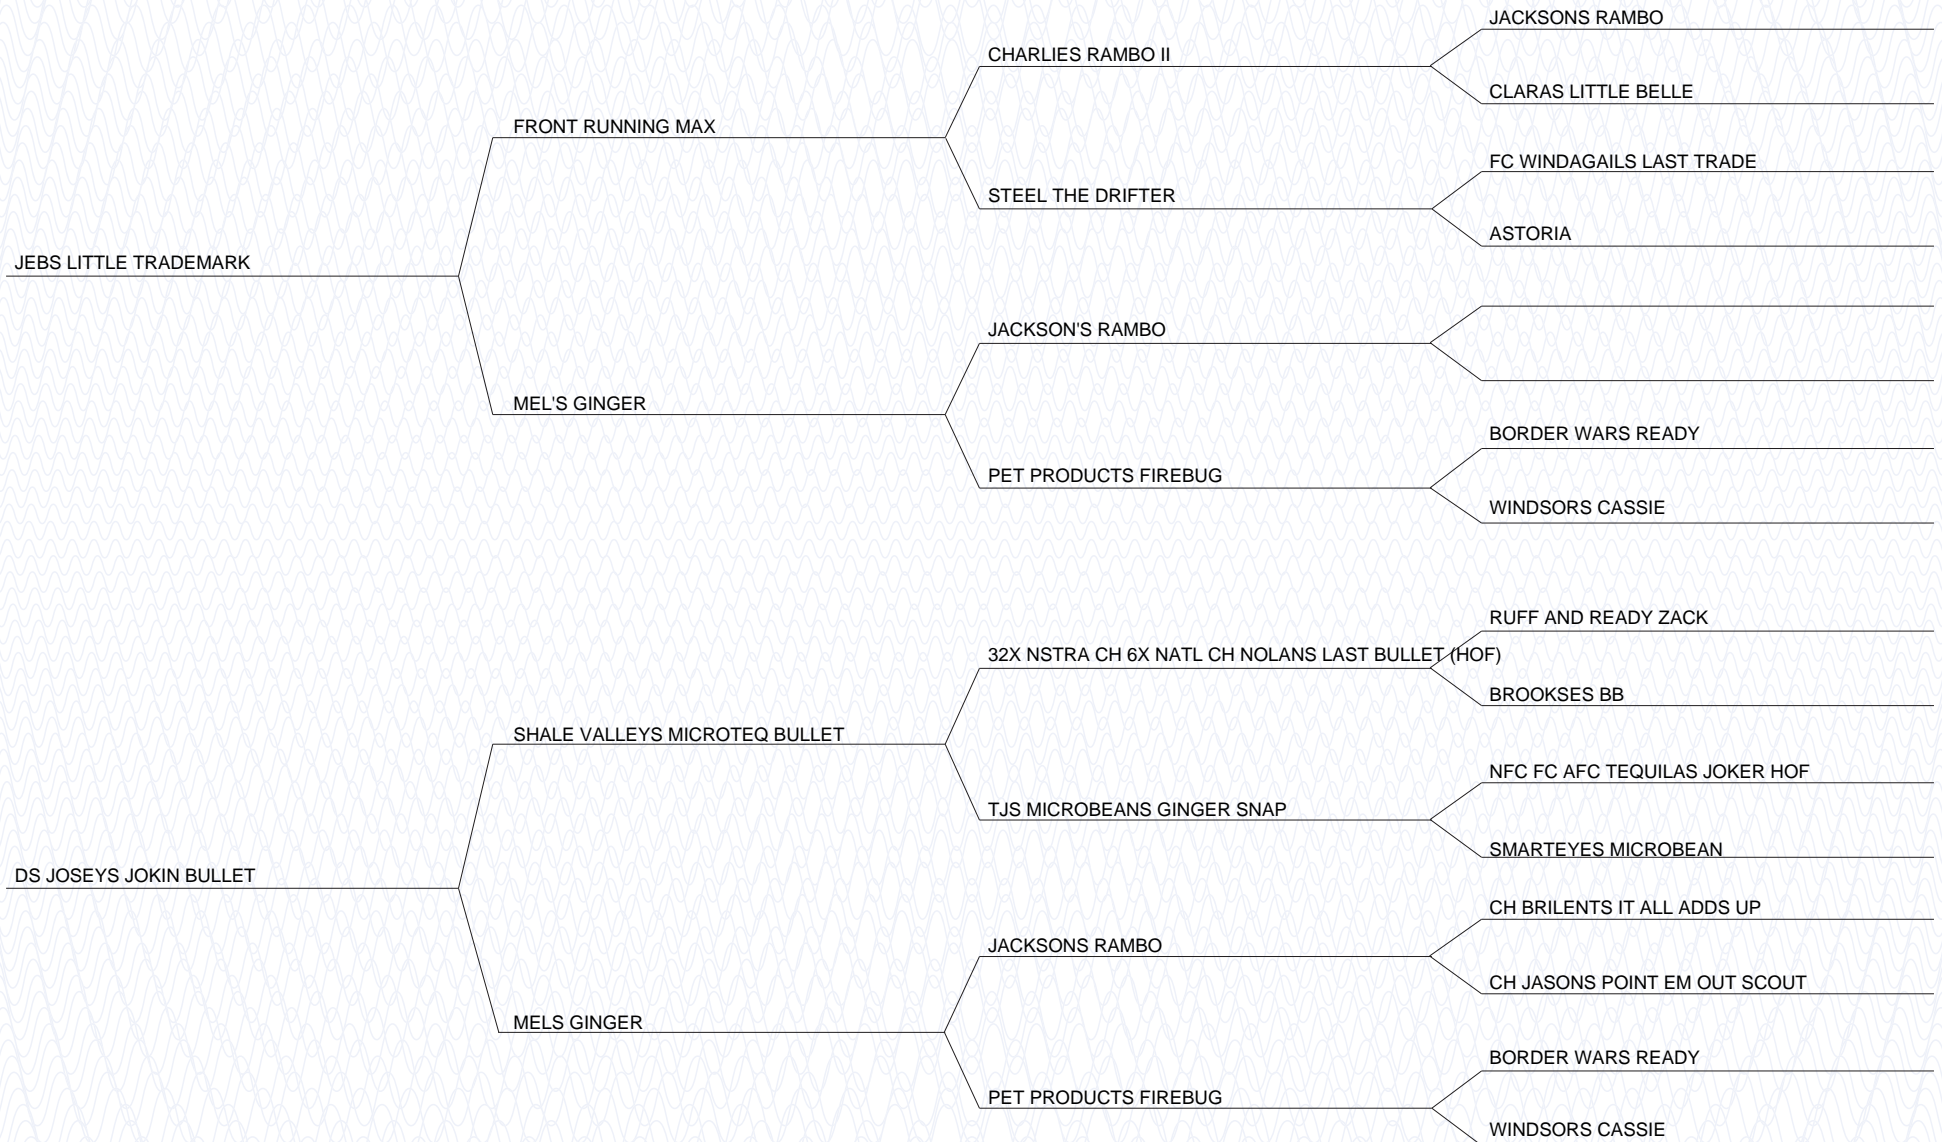 JACKSONS RAMBO
CHARLIES RAMBO II
CLARAS LITTLE BELLE
FRONT RUNNING MAX
FC WINDAGAILS LAST TRADE
STEEL THE DRIFTER
ASTORIA
JEBS LITTLE TRADEMARK
JACKSON'S RAMBO
MEL'S GINGER
BORDER WARS READY
PET PRODUCTS FIREBUG
WINDSORS CASSIE
RUFF AND READY ZACK
32X NSTRA CH 6X NATL CH NOLANS LAST BULLET (HOF)
BROOKSES BB
SHALE VALLEYS MICROTEQ BULLET
NFC FC AFC TEQUILAS JOKER HOF
TJS MICROBEANS GINGER SNAP
SMARTEYES MICROBEAN
DS JOSEYS JOKIN BULLET
CH BRILENTS IT ALL ADDS UP
JACKSONS RAMBO
CH JASONS POINT EM OUT SCOUT
MELS GINGER
BORDER WARS READY
PET PRODUCTS FIREBUG
WINDSORS CASSIE